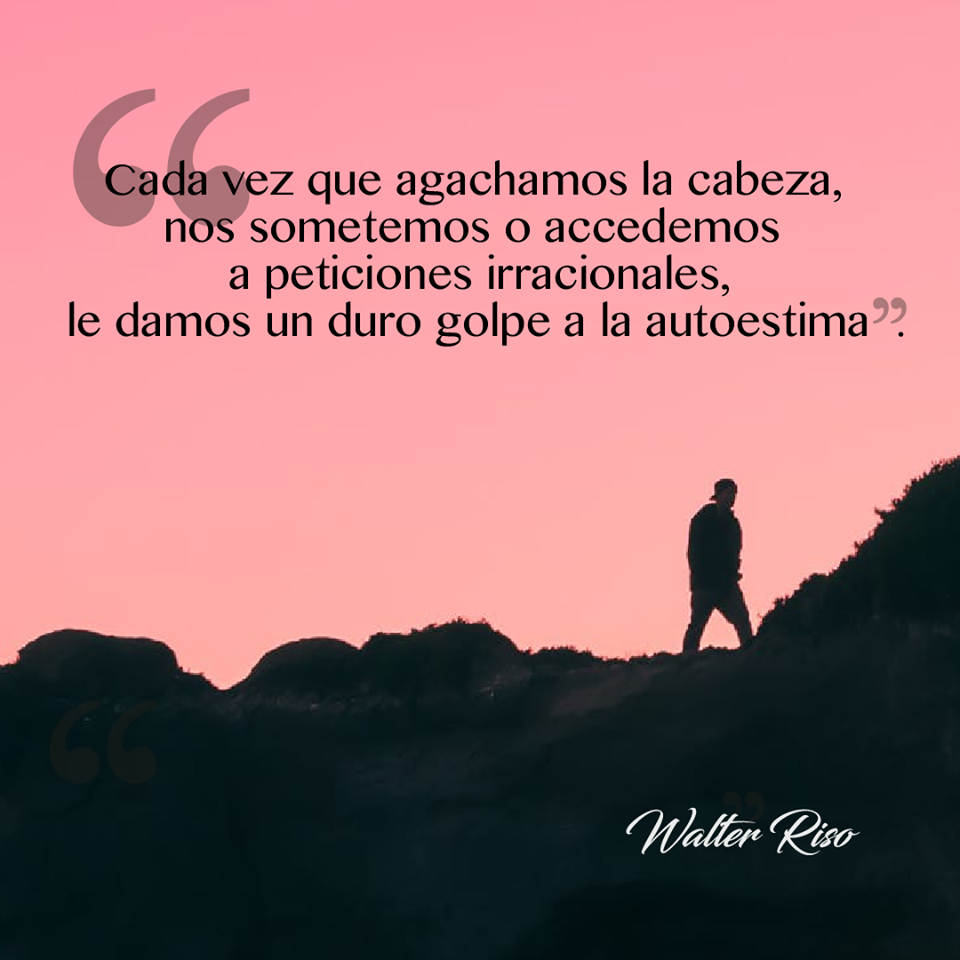 “Cada vez que agachamos la cabeza,
nos sometemos o accedemos
a peticiones irracionales,
le damos un duro golpe a la autoestima”.
Walter Riso